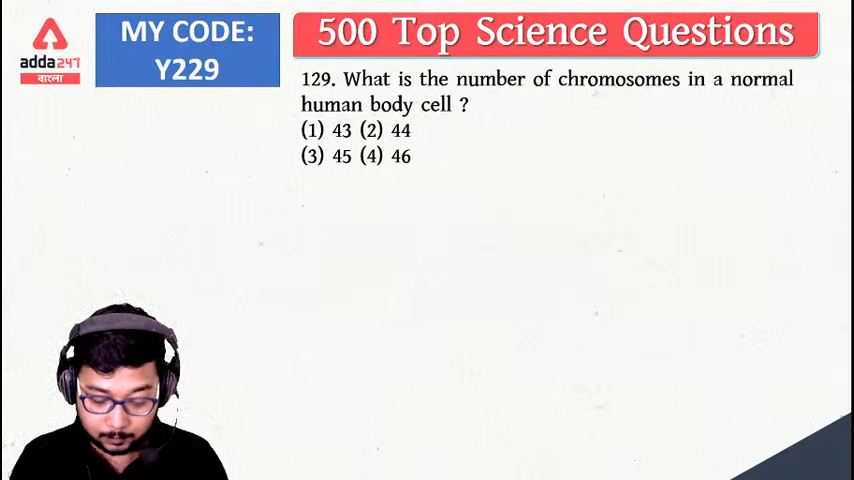 adda247
বাংলা
MY CODE:
Y229
500 Top Science Questions
129. What is the number of chromosomes in a normal
human body cell ?
(1) 43 (2) 44
(3) 45 (4) 46